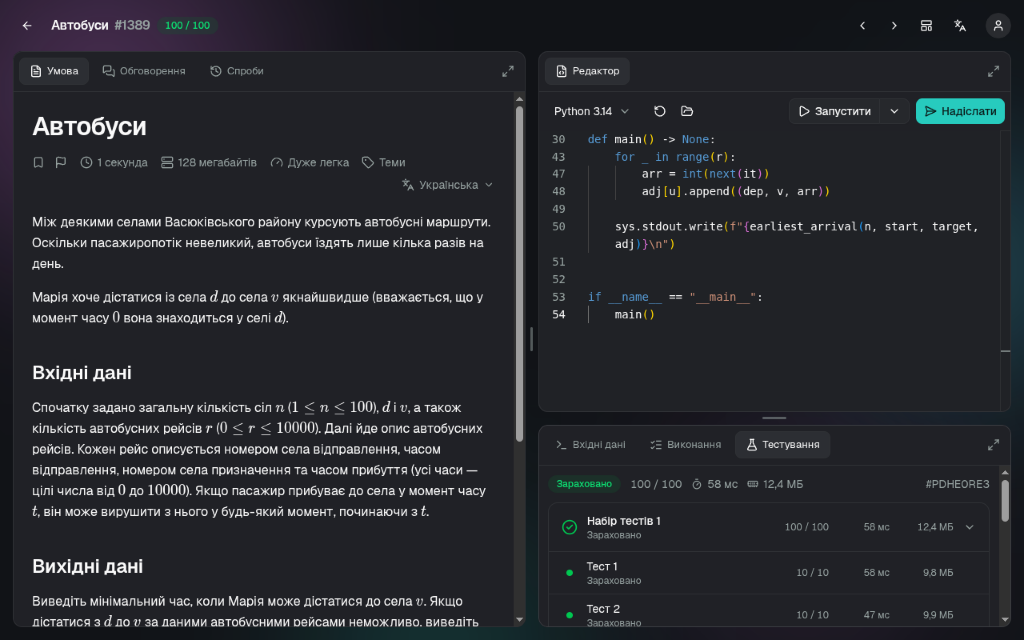 Автобуси #1389 100 / 100
Умова Обговорення Спроби
Автобуси
1 секунда 128 мегабайтів Дуже легка Теми
Українська
Між деякими селами Васюківського району курсують автобусні маршрути.
Оскільки пасажиропотік невеликий, автобуси їздять лише кілька разів на
день.
Марія хоче дістатися із села d до села v якнайшвидше (вважається, що у
момент часу 0 вона знаходиться у селі d).
Вхідні дані
Спочатку задано загальну кількість сіл n (1 ≤ n ≤ 100), d і v, а також
кількість автобусних рейсів r (0 ≤ r ≤ 10000). Далі йде опис автобусних
рейсів. Кожен рейс описується номером села відправлення, часом
відправлення, номером села призначення та часом прибуття (усі часи —
цілі числа від 0 до 10000). Якщо пасажир прибуває до села у момент часу
t, він може вирушити з нього у будь-який момент, починаючи з t.
Вихідні дані
Виведіть мінімальний час, коли Марія може дістатися до села v. Якщо
дістатися з d до v за даними автобусними рейсами неможливо, виведіть
Редактор
Python 3.14 Запустити Надіслати
30 def main() -> None:
43 for _ in range(r):
47 arr = int(next(it))
48 adj[u].append((dep, v, arr))
49
50 sys.stdout.write(f"{earliest_arrival(n, start, target,
adj)}\n")
51
52
53 if __name__ == "__main__":
54 main()
Вхідні дані Виконання Тестування
Зараховано 100 / 100 58 мс 12,4 МБ #PDHE0RE3
Набір тестів 1 100 / 100 58 мс 12,4 МБ
Зараховано
Тест 1 10 / 10 58 мс 9,8 МБ
Зараховано
Тест 2 10 / 10 47 мс 9,9 МБ
Зараховано